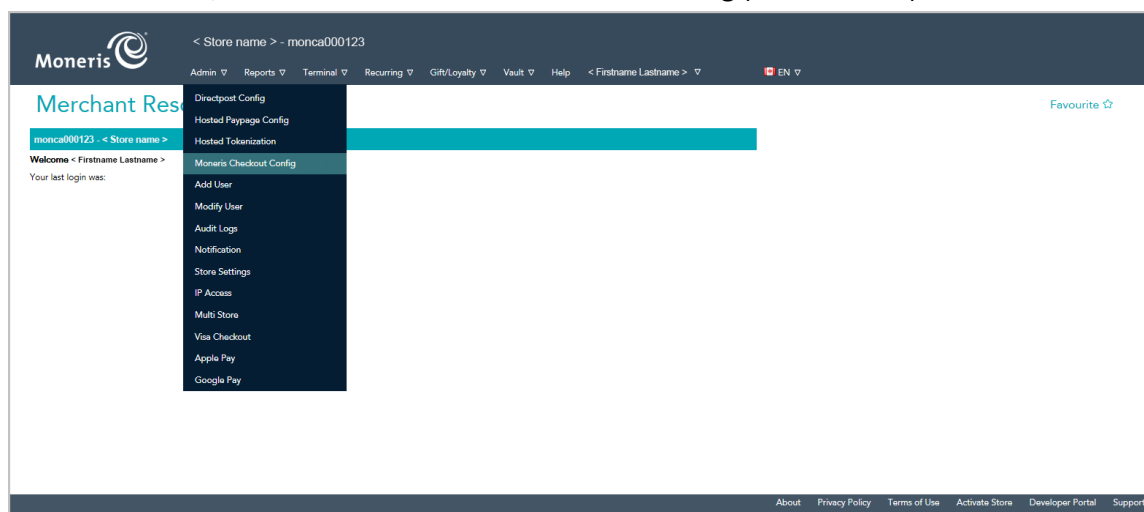 < Store name > - monca000123
Moneris
Admin ▽ Reports ▽ Terminal ▽ Recurring ▽ Gift/Loyalty ▽ Vault ▽ Help < Firstname Lastname > ▽ EN ▽
Merchant Res
Favourite ☆
monca000123 - < Store name >
Welcome < Firstname Lastname >
Your last login was:
Directpost Config
Hosted Paypage Config
Hosted Tokenization
Moneris Checkout Config
Add User
Modify User
Audit Logs
Notification
Store Settings
IP Access
Multi Store
Visa Checkout
Apple Pay
Google Pay
About Privacy Policy Terms of Use Activate Store Developer Portal Support